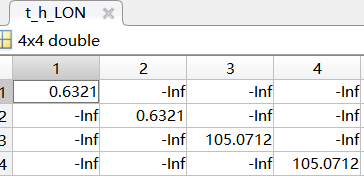 t_h_LON
4x4 double
1 2 3 4
1 0.6321 -Inf -Inf -Inf
2 -Inf 0.6321 -Inf -Inf
3 -Inf -Inf 105.0712 -Inf
4 -Inf -Inf -Inf 105.0712